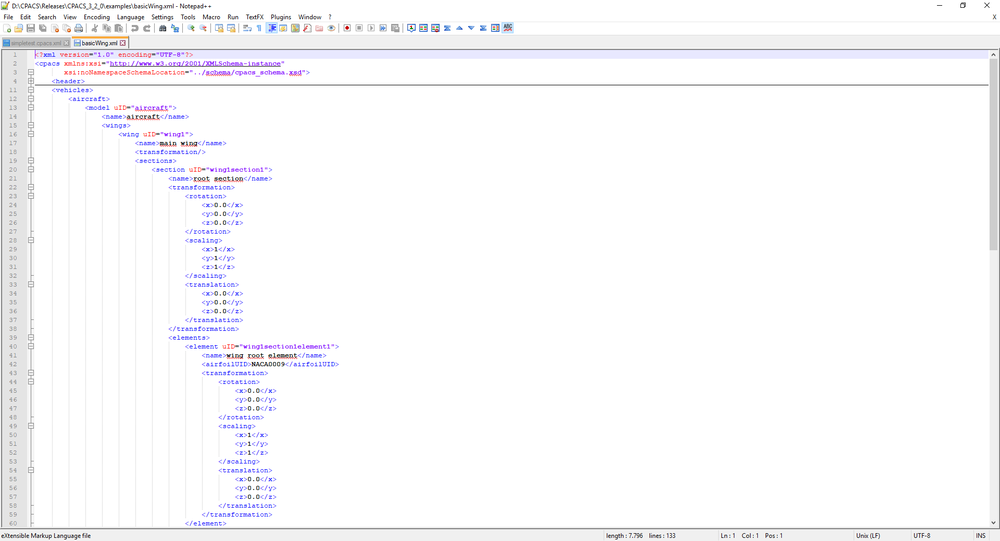 D:\CPACS\Releases\CPACS_3_2_0\examples\basicWing.xml - Notepad++
File Edit Search View Encoding Language Settings Tools Macro Run TextFX Plugins Window ? X
simpletest.cpacs.xml basicWing.xml
1 <?xml version="1.0" encoding="UTF-8"?>
2 <cpacs xmlns:xsi="http://www.w3.org/2001/XMLSchema-instance"
3 xsi:noNamespaceSchemaLocation="../schema/cpacs_schema.xsd">
4 <header>
11 <vehicles>
12 <aircraft>
13 <model uID="aircraft">
14 <name>aircraft</name>
15 <wings>
16 <wing uID="wing1">
17 <name>main wing</name>
18 <transformation/>
19 <sections>
20 <section uID="wing1section1">
21 <name>root section</name>
22 <transformation>
23 <rotation>
24 <x>0.0</x>
25 <y>0.0</y>
26 <z>0.0</z>
27 </rotation>
28 <scaling>
29 <x>1</x>
30 <y>1</y>
31 <z>1</z>
32 </scaling>
33 <translation>
34 <x>0.0</x>
35 <y>0.0</y>
36 <z>0.0</z>
37 </translation>
38 </transformation>
39 <elements>
40 <element uID="wing1section1element1">
41 <name>wing root element</name>
42 <airfoilUID>NACA0009</airfoilUID>
43 <transformation>
44 <rotation>
45 <x>0.0</x>
46 <y>0.0</y>
47 <z>0.0</z>
48 </rotation>
49 <scaling>
50 <x>1</x>
51 <y>1</y>
52 <z>1</z>
53 </scaling>
54 <translation>
55 <x>0.0</x>
56 <y>0.0</y>
57 <z>0.0</z>
58 </translation>
59 </transformation>
60 </element>
eXtensible Markup Language file length : 7.796 lines : 133 Ln : 1 Col : 1 Pos : 1 Unix (LF) UTF-8 INS